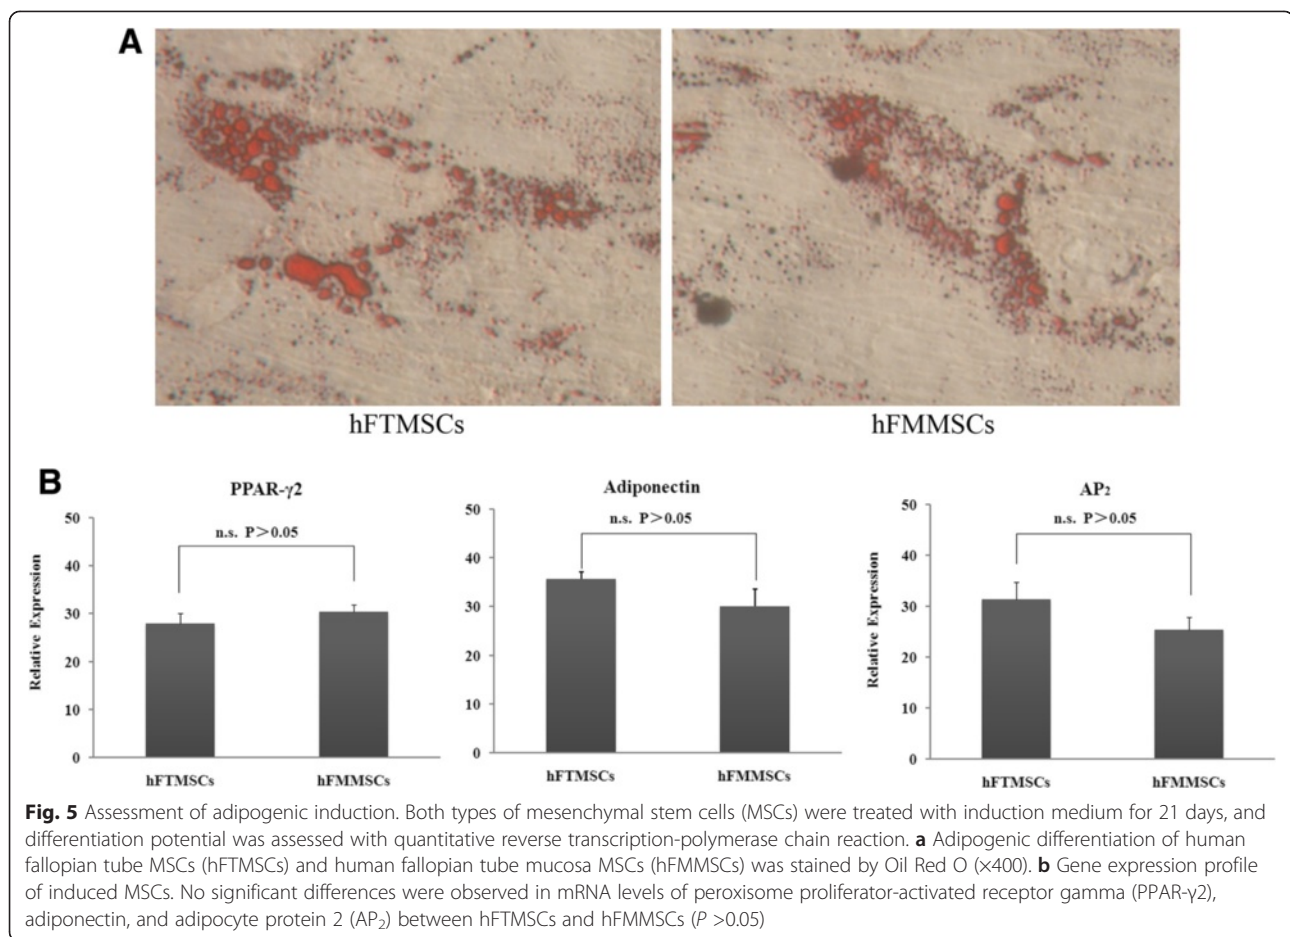 A
hFTMSCs
hFMMSCs
B
PPAR-γ2
n.s. P＞0.05
Relative Expression
50
40
30
20
10
0
hFTMSCs
hFMMSCs
Adiponectin
n.s. P＞0.05
50
40
30
20
10
0
hFTMSCs
hFMMSCs
AP₂
n.s. P＞0.05
Relative Expression
50
40
30
20
10
0
hFTMSCs
hFMMSCs
Fig. 5 Assessment of adipogenic induction. Both types of mesenchymal stem cells (MSCs) were treated with induction medium for 21 days, and
differentiation potential was assessed with quantitative reverse transcription-polymerase chain reaction. a Adipogenic differentiation of human
fallopian tube MSCs (hFTMSCs) and human fallopian tube mucosa MSCs (hFMMSCs) was stained by Oil Red O (×400). b Gene expression profile
of induced MSCs. No significant differences were observed in mRNA levels of peroxisome proliferator-activated receptor gamma (PPAR-γ2),
adiponectin, and adipocyte protein 2 (AP₂) between hFTMSCs and hFMMSCs (P >0.05)